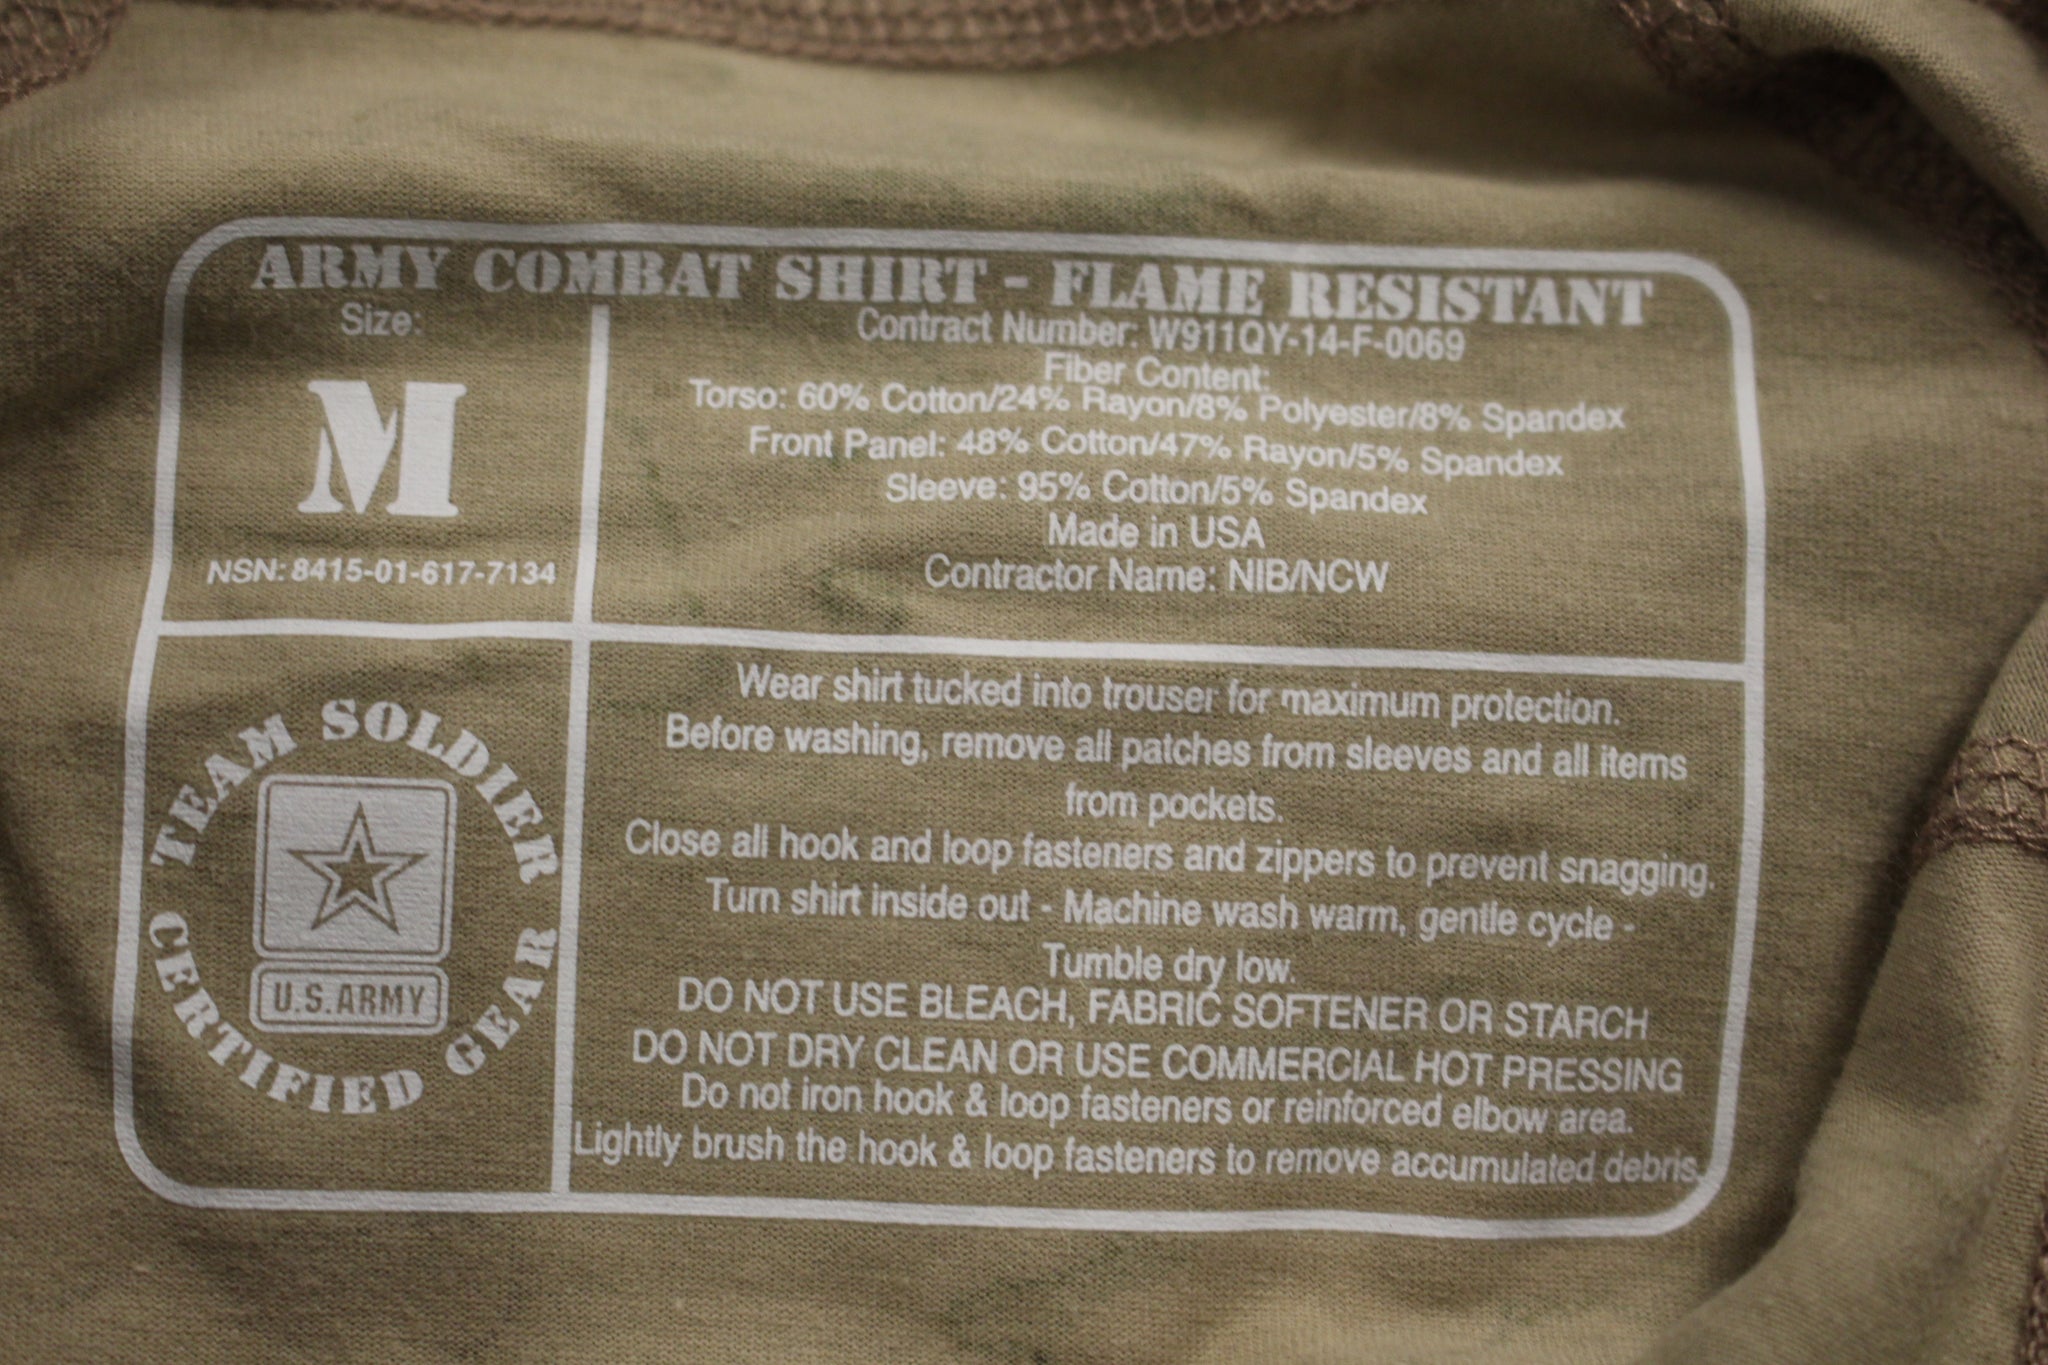 ARMY COMBAT SHIRT - FLAME RESISTANT
Size:
M
NSN: 8415-01-617-7134
Contract Number: W911QY-14-F-0069
Fiber Content:
Torso: 60% Cotton/24% Rayon/8% Polyester/8% Spandex
Front Panel: 48% Cotton/47% Rayon/5% Spandex
Sleeve: 95% Cotton/5% Spandex
Made in USA
Contractor Name: NIB/NCW
TEAM SOLDIER
CERTIFIED GEAR
U.S.ARMY
Wear shirt tucked into trouser for maximum protection.
Before washing, remove all patches from sleeves and all items
from pockets.
Close all hook and loop fasteners and zippers to prevent snagging.
Turn shirt inside out - Machine wash warm, gentle cycle -
Tumble dry low.
DO NOT USE BLEACH, FABRIC SOFTENER OR STARCH
DO NOT DRY CLEAN OR USE COMMERCIAL HOT PRESSING
Do not iron hook & loop fasteners or reinforced elbow area.
Lightly brush the hook & loop fasteners to remove accumulated debris.